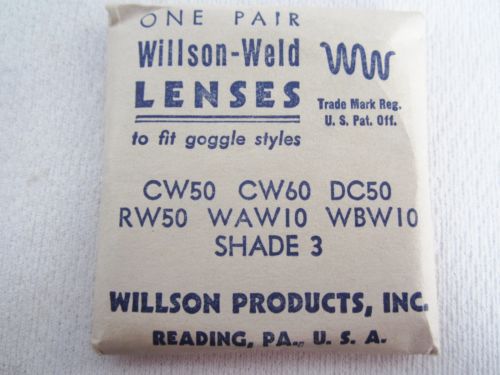 ONE PAIR
Willson-Weld
WW
LENSES
Trade Mark Reg.
U. S. Pat. Off.
to fit goggle styles
CW50 CW60 DC50
RW50 WAW10 WBW10
SHADE 3
WILLSON PRODUCTS, INC.
READING, PA., U. S. A.